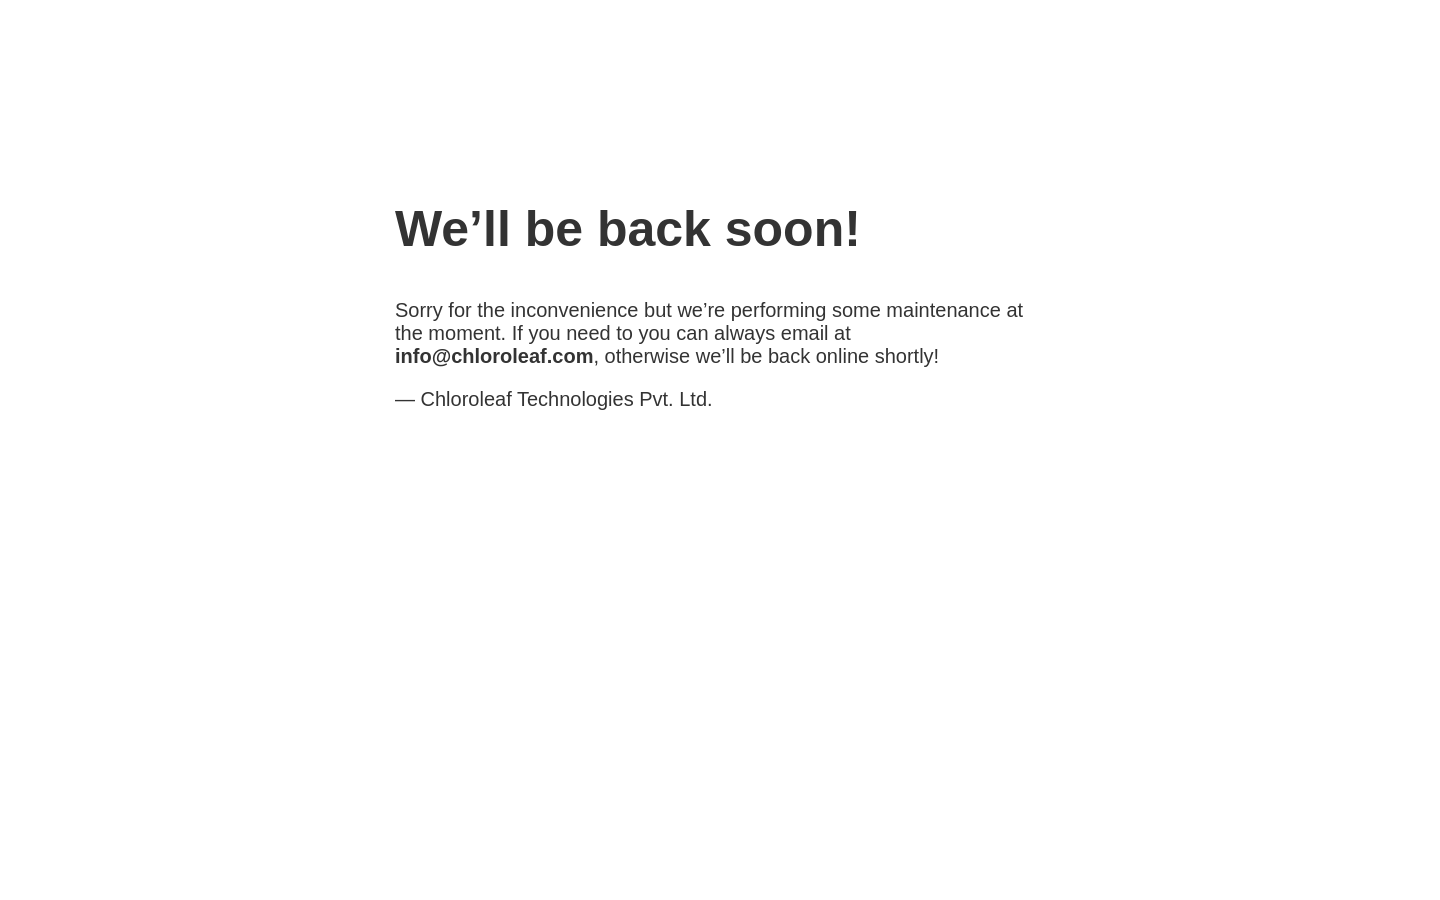 We’ll be back soon!
Sorry for the inconvenience but we’re performing some maintenance at
the moment. If you need to you can always email at
info@chloroleaf.com, otherwise we’ll be back online shortly!
— Chloroleaf Technologies Pvt. Ltd.